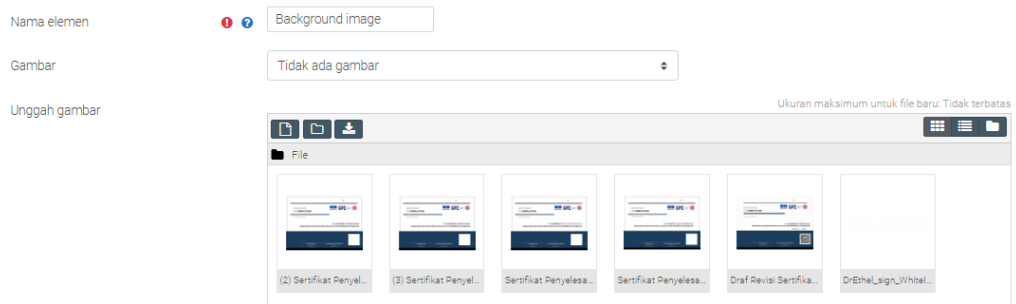 Nama elemen
Background image
Gambar
Tidak ada gambar
Unggah gambar
Ukuran maksimum untuk file baru: Tidak terbatas
File
(2) Sertifikat Penyel...
(3) Sertifikat Penyel...
Sertifikat Penyelesa...
Sertifikat Penyelesa...
Draf Revisi Sertifika...
DrEthel_sign_Whitel...